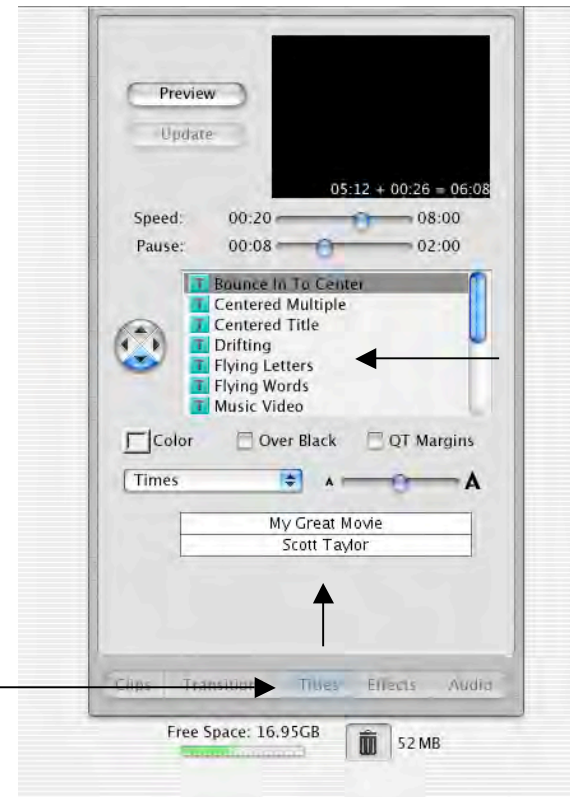 Preview
Update
05:12 + 00:26 = 06:08
Speed: 00:20 08:00
Pause: 00:08 02:00
T Bounce In To Center
T Centered Multiple
T Centered Title
T Drifting
T Flying Letters
T Flying Words
T Music Video
Color Over Black QT Margins
Times A A
My Great Movie
Scott Taylor
Clips Transitions Titles Effects Audio
Free Space: 16.95GB 52 MB